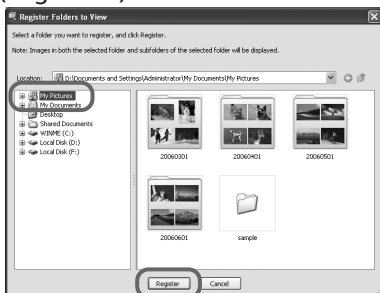 Register Folders to View
Select a folder you want to register, and click Register.
Note: Images in both the selected folder and subfolders of the selected folder will be displayed.
Location: D:\Documents and Settings\Administrator\My Documents\My Pictures
My Pictures
My Documents
Desktop
Shared Documents
WINME (C:)
Local Disk (D:)
Local Disk (F:)
20060301
20060401
20060501
20060601
sample
Register
Cancel